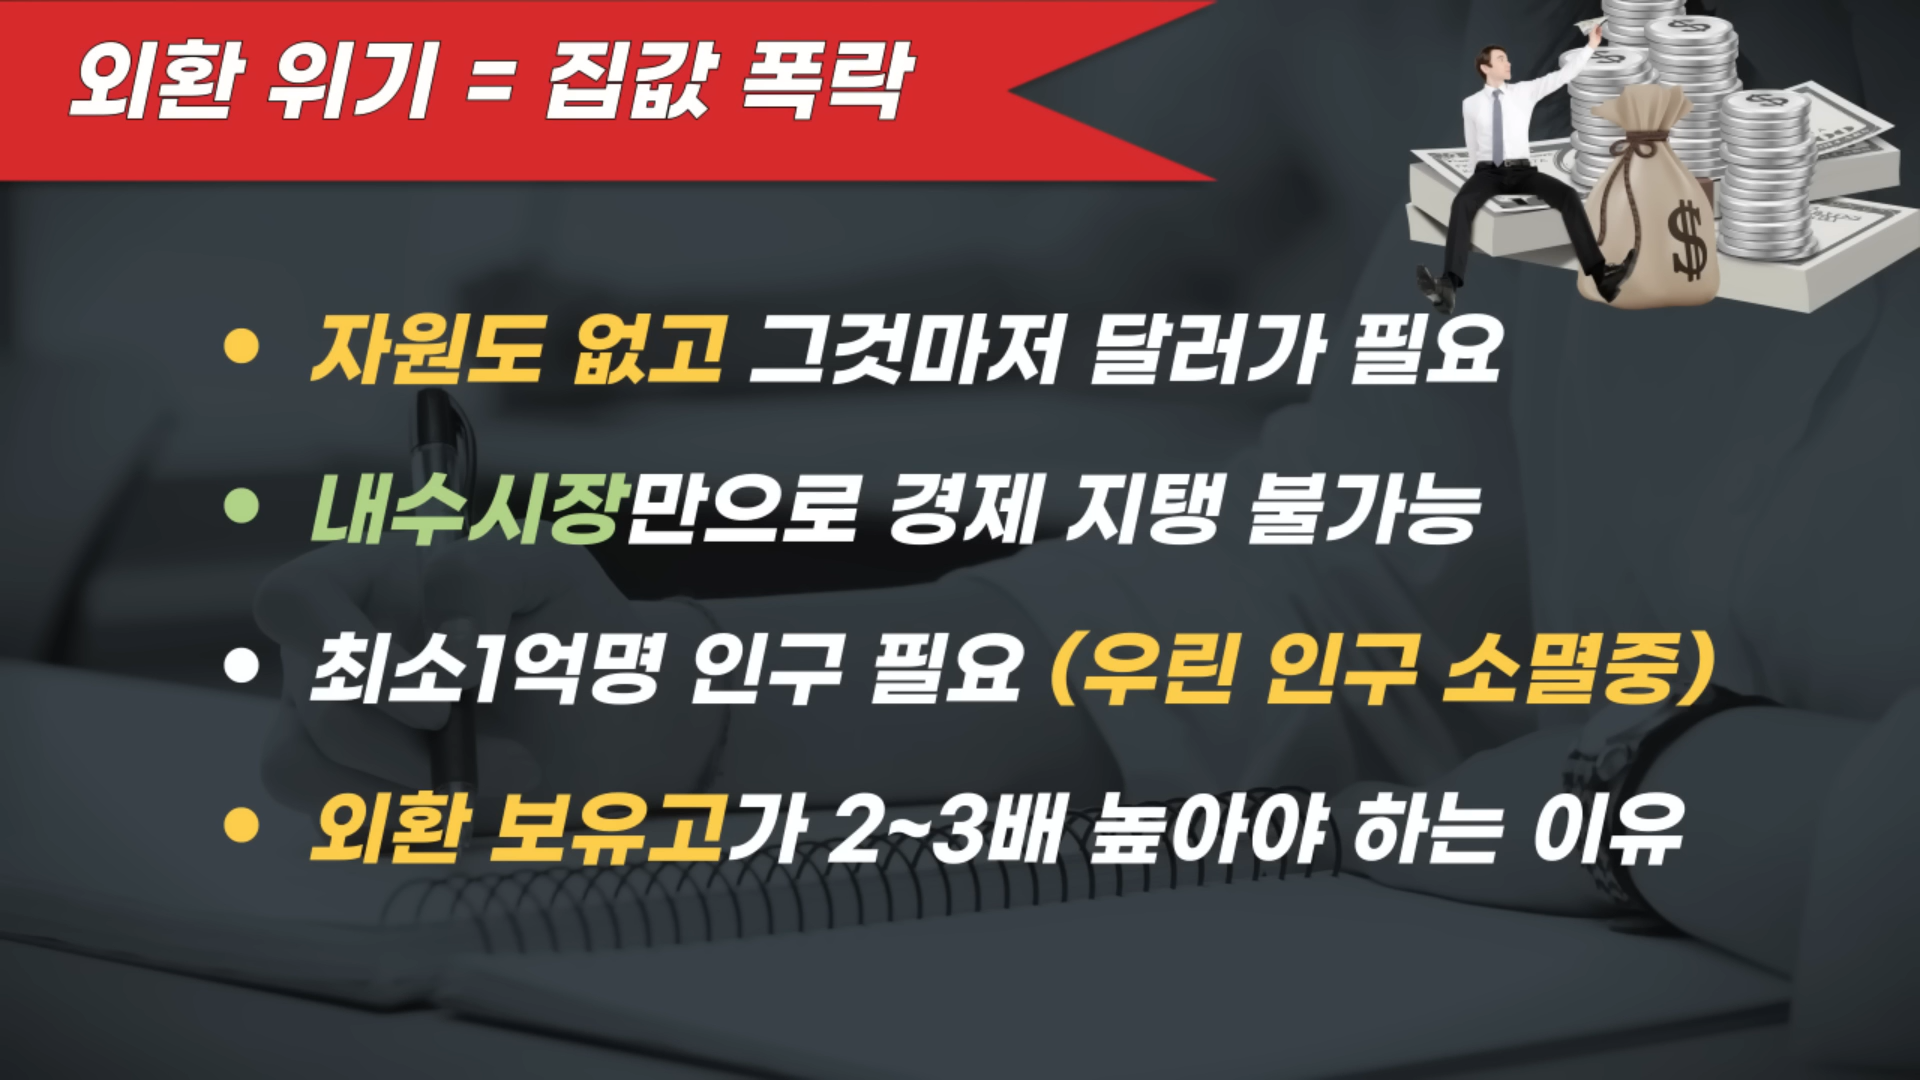 외환 위기 = 집값 폭락
$
• 자원도 없고 그것마저 달러가 필요
• 내수시장만으로 경제 지탱 불가능
• 최소1억명 인구 필요 (우린 인구 소멸중)
• 외환 보유고가 2~3배 높아야 하는 이유